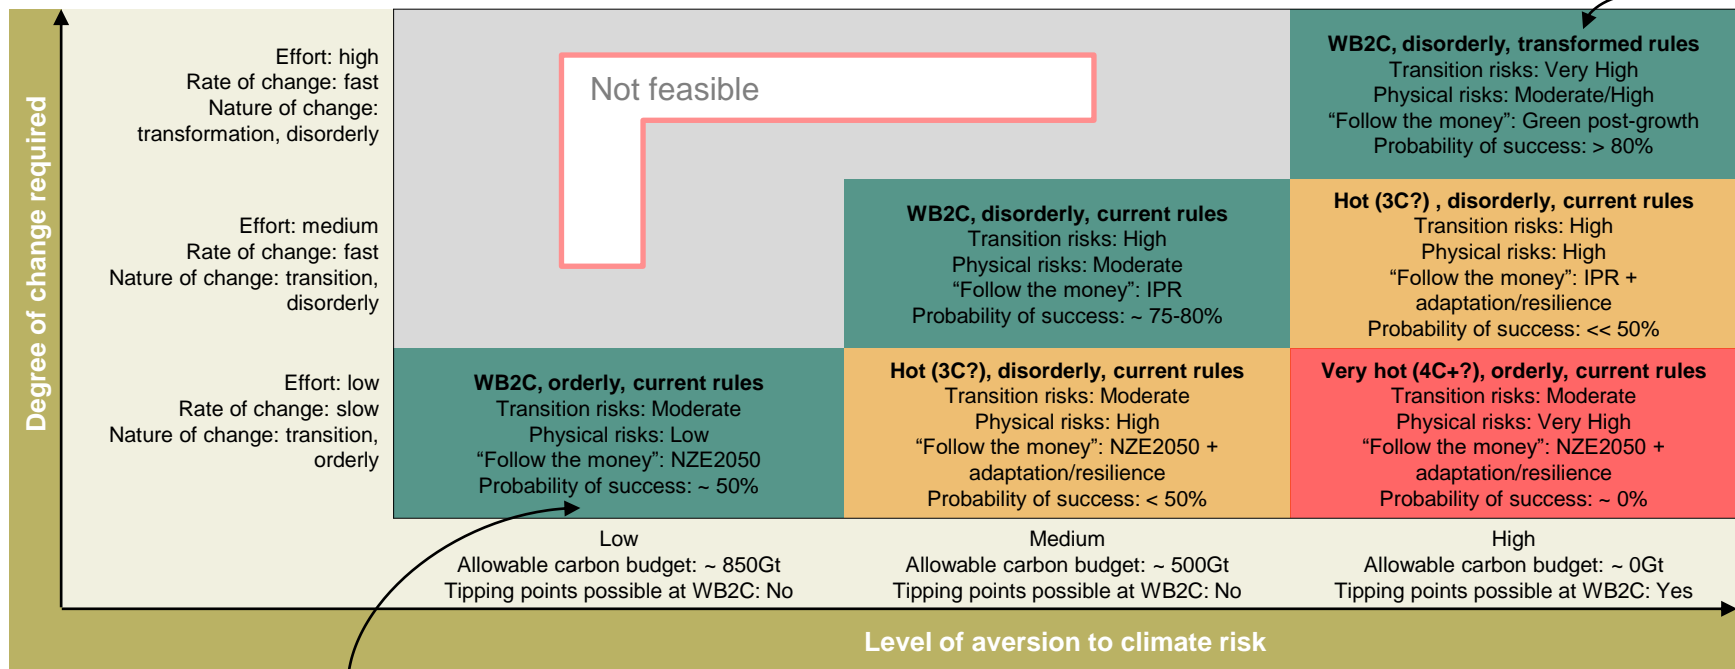 Degree of change required
Effort: high
Rate of change: fast
Nature of change:
transformation, disorderly
Not feasible
WB2C, disorderly, transformed rules
Transition risks: Very High
Physical risks: Moderate/High
“Follow the money”: Green post-growth
Probability of success: > 80%
Effort: medium
Rate of change: fast
Nature of change: transition,
disorderly
WB2C, disorderly, current rules
Transition risks: High
Physical risks: Moderate
“Follow the money”: IPR
Probability of success: ~ 75-80%
Hot (3C?) , disorderly, current rules
Transition risks: High
Physical risks: High
“Follow the money”: IPR +
adaptation/resilience
Probability of success: << 50%
Effort: low
Rate of change: slow
Nature of change: transition,
orderly
WB2C, orderly, current rules
Transition risks: Moderate
Physical risks: Low
“Follow the money”: NZE2050
Probability of success: ~ 50%
Hot (3C?), disorderly, current rules
Transition risks: Moderate
Physical risks: High
“Follow the money”: NZE2050 +
adaptation/resilience
Probability of success: < 50%
Very hot (4C+?), orderly, current rules
Transition risks: Moderate
Physical risks: Very High
“Follow the money”: NZE2050 +
adaptation/resilience
Probability of success: ~ 0%
Low
Allowable carbon budget: ~ 850Gt
Tipping points possible at WB2C: No
Medium
Allowable carbon budget: ~ 500Gt
Tipping points possible at WB2C: No
High
Allowable carbon budget: ~ 0Gt
Tipping points possible at WB2C: Yes
Level of aversion to climate risk